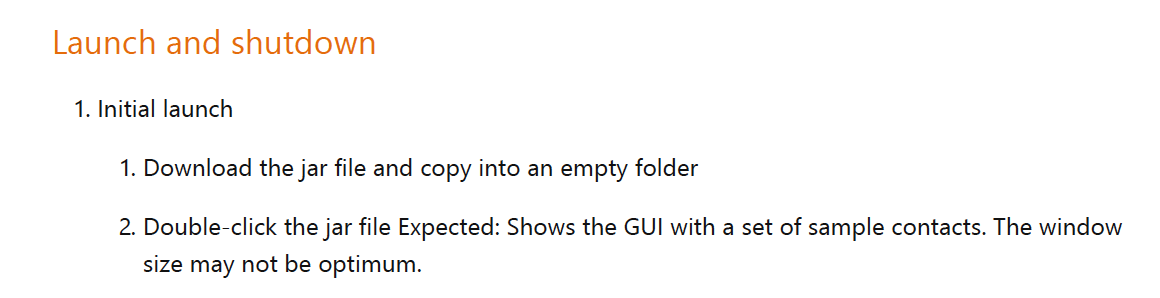 Launch and shutdown
1. Initial launch
1. Download the jar file and copy into an empty folder
2. Double-click the jar file Expected: Shows the GUI with a set of sample contacts. The window
size may not be optimum.